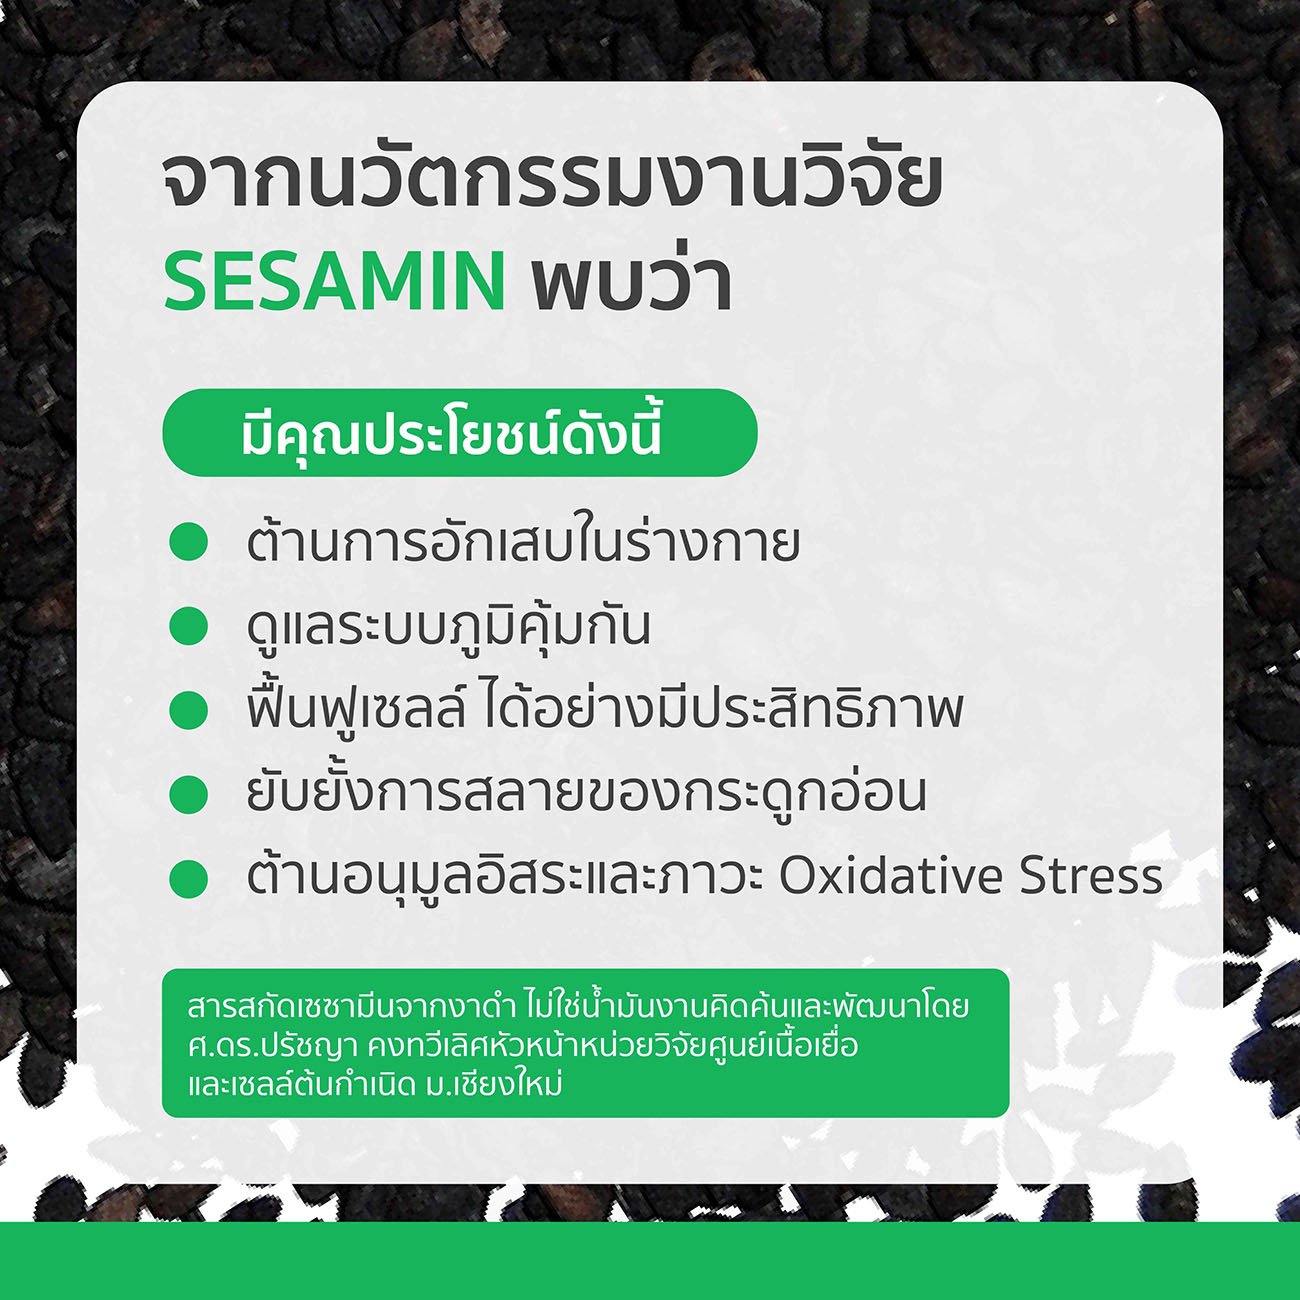 จากนวัตกรรมงานวิจัย
SESAMIN พบว่า
มีคุณประโยชน์ดังนี้
ต้านการอักเสบในร่างกาย
ดูแลระบบภูมิคุ้มกัน
ฟื้นฟูเซลล์ ได้อย่างมีประสิทธิภาพ
ยับยั้งการสลายของกระดูกอ่อน
ต้านอนุมูลอิสระและภาวะ Oxidative Stress
สารสกัดเซซามีนจากงาดำ ไม่ใช่น้ำมันงานคิดค้นและพัฒนาโดย
ศ.ดร.ปรัชญา คงทวีเลิศหัวหน้าหน่วยวิจัยศูนย์เนื้อเยื่อ
และเซลล์ต้นกำเนิด ม.เชียงใหม่